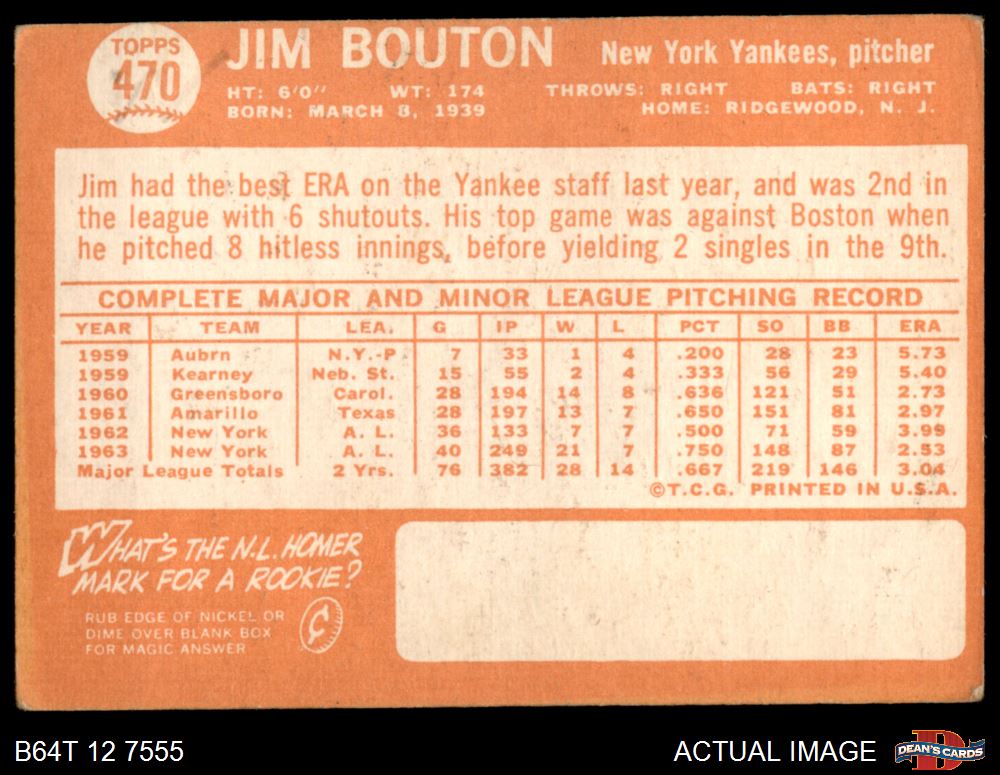 TOPPS
470
JIM BOUTON
New York Yankees, pitcher
HT: 6'0" WT: 174 THROWS: RIGHT BATS: RIGHT
BORN: MARCH 8, 1939 HOME: RIDGEWOOD, N. J.
Jim had the best ERA on the Yankee staff last year, and was 2nd in
the league with 6 shutouts. His top game was against Boston when
he pitched 8 hitless innings, before yielding 2 singles in the 9th.
COMPLETE MAJOR AND MINOR LEAGUE PITCHING RECORD
YEAR TEAM LEA. G IP W L PCT SO BB ERA
1959 Aubrn N.Y.-P 7 33 1 4 .200 28 23 5.73
1959 Kearney Neb. St. 15 55 2 4 .333 56 29 5.40
1960 Greensboro Carol. 28 194 14 8 .636 121 51 2.73
1961 Amarillo Texas 28 197 13 7 .650 151 81 2.97
1962 New York A. L. 36 133 7 7 .500 71 59 3.99
1963 New York A. L. 40 249 21 7 .750 148 87 2.53
Major League Totals 2 Yrs. 76 382 28 14 .667 219 146 3.04
©T.C.G. PRINTED IN U.S.A.
WHAT'S THE N.L. HOMER
MARK FOR A ROOKIE?
RUB EDGE OF NICKEL OR
DIME OVER BLANK BOX
FOR MAGIC ANSWER
¢
B64T 12 7555
ACTUAL IMAGE
D
DEAN'S CARDS